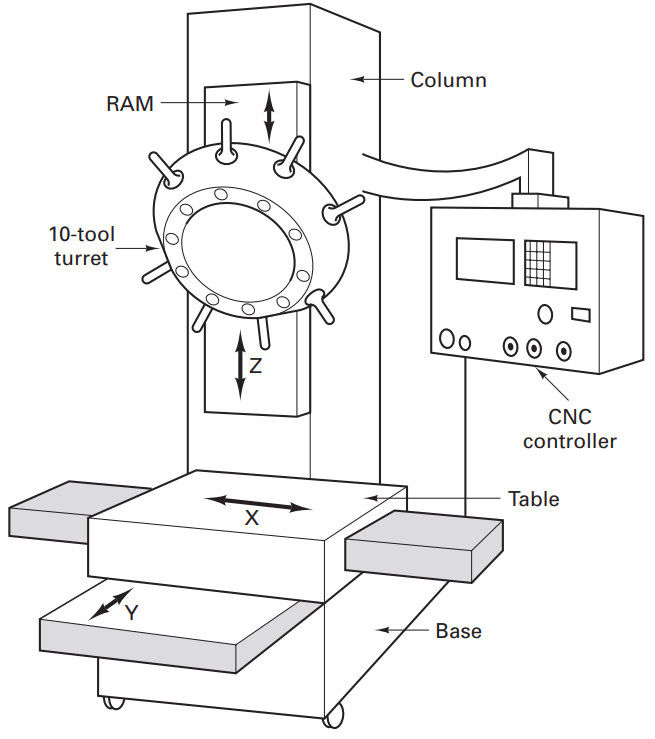 Column
RAM
10-tool
turret
Z
CNC
controller
Table
X
Y
Base